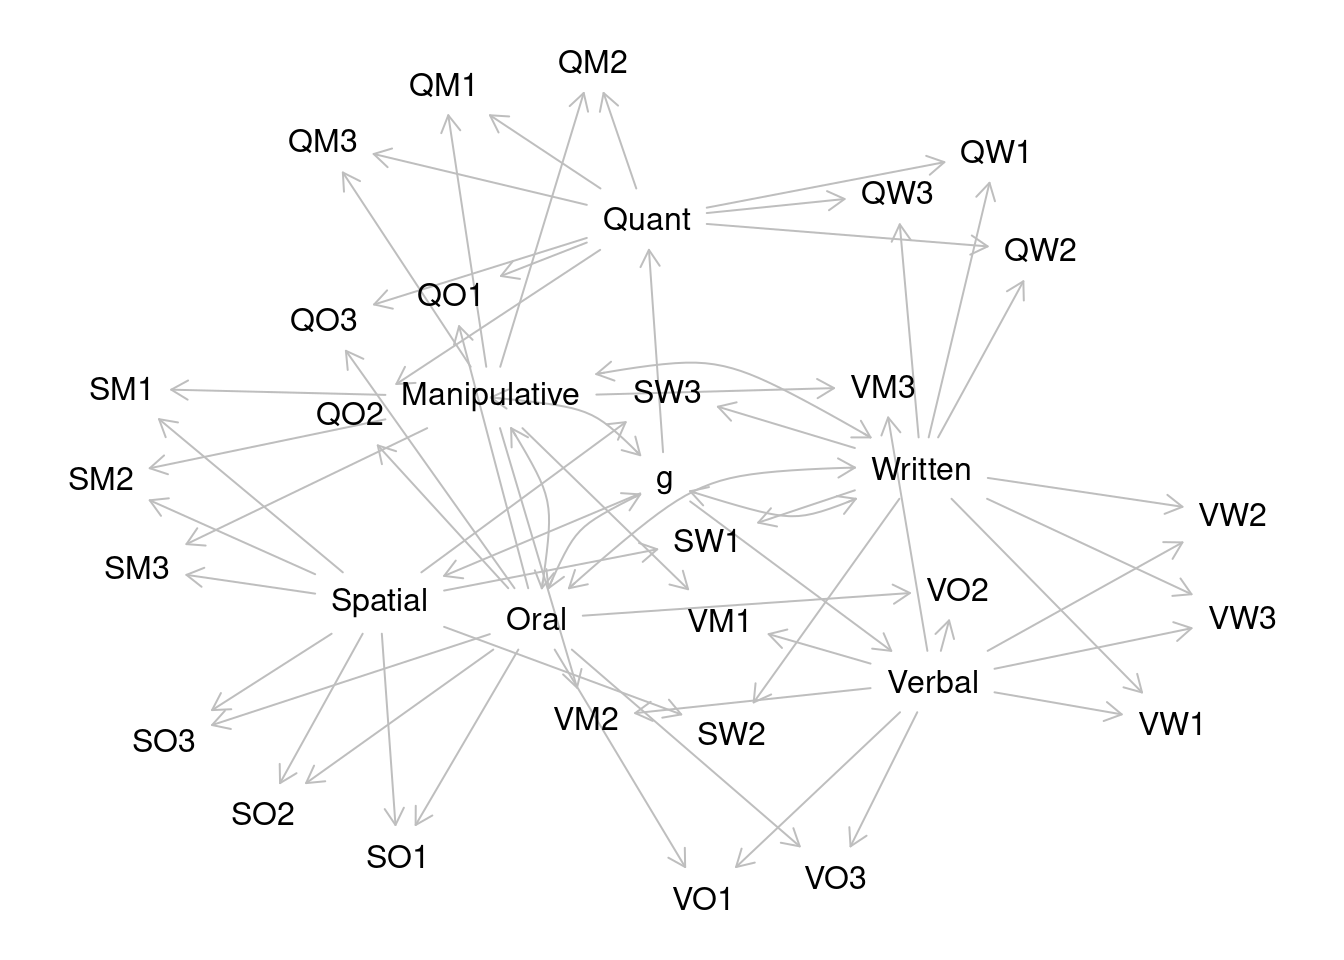 QM2
QM1
QM3
QW1
QW3
Quant
QW2
QO1
QO3
SM1
Manipulative
SW3
VM3
QO2
SM2
g
Written
VW2
SW1
SM3
Spatial
Oral
VM1
VO2
VW3
Verbal
SO3
VM2
SW2
VW1
SO2
SO1
VO1
VO3